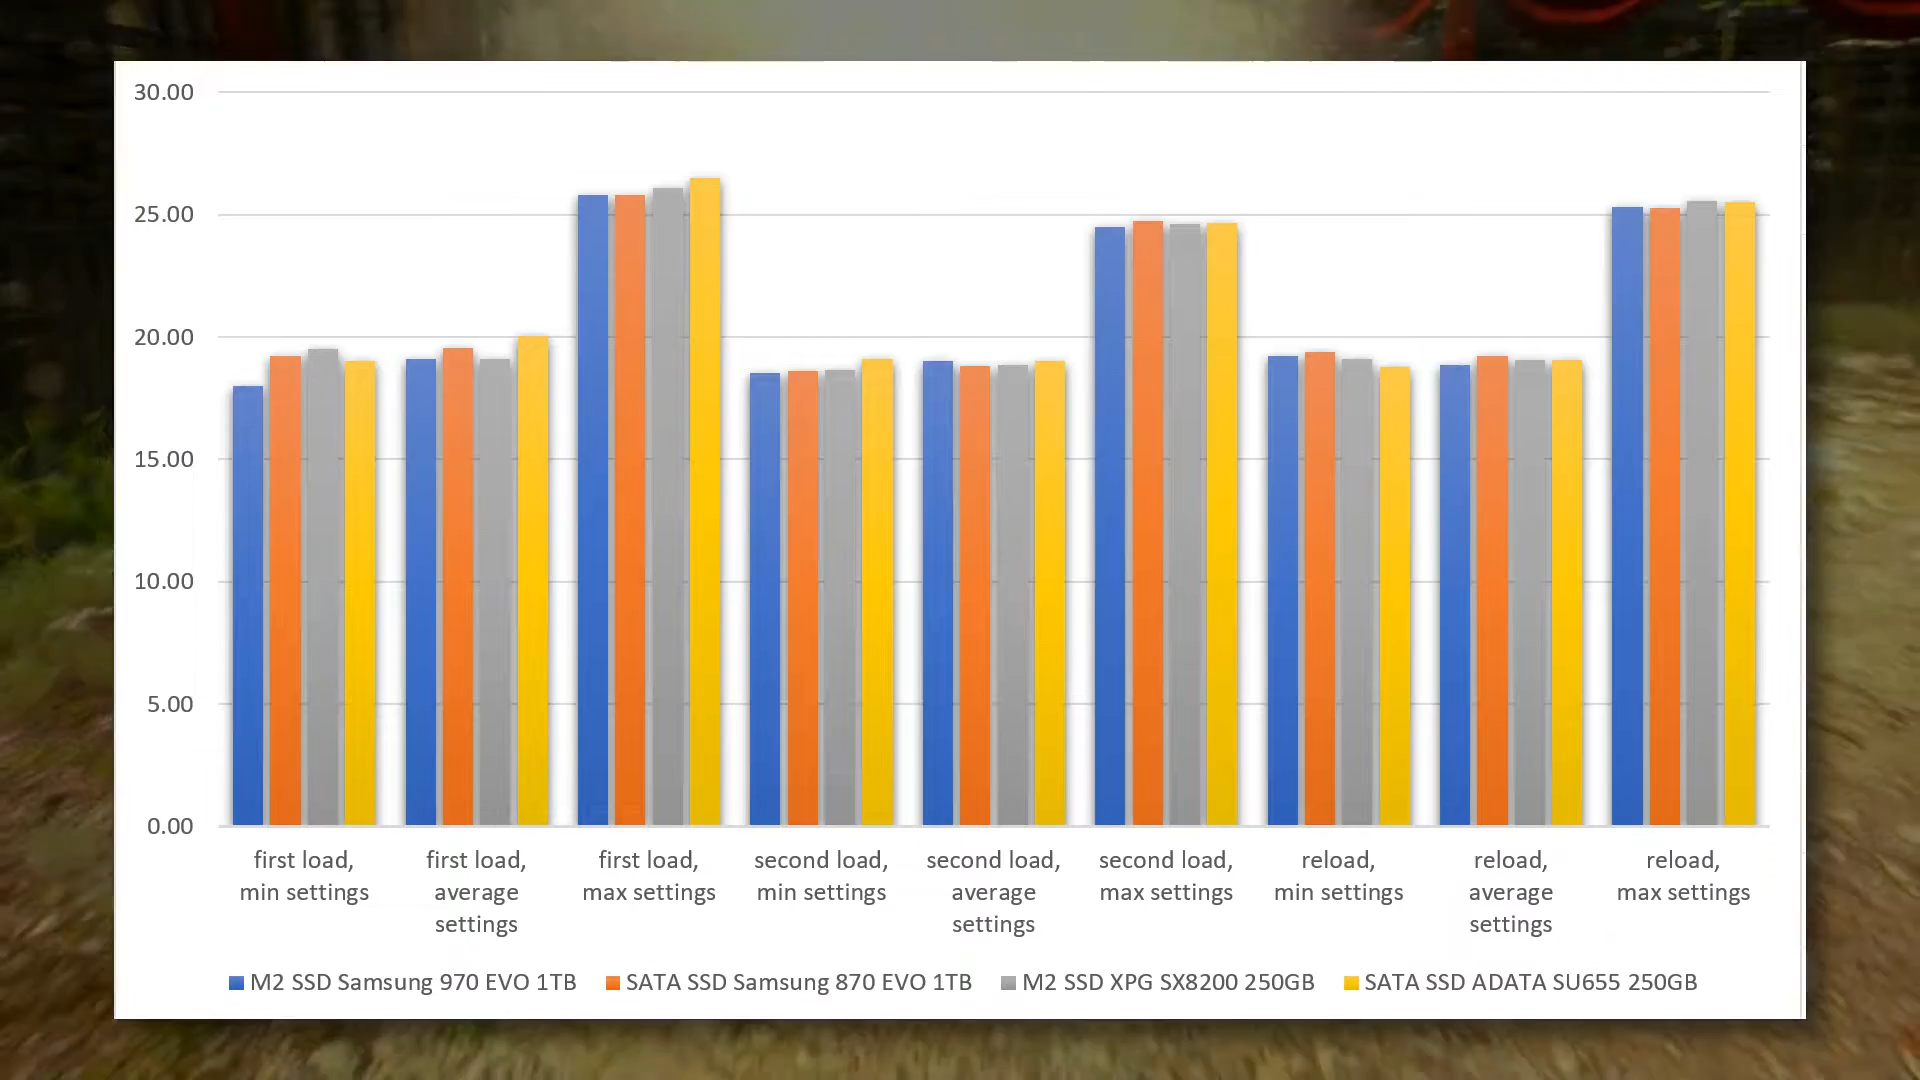 30.00
25.00
20.00
15.00
10.00
5.00
0.00
first load,
min settings
first load,
average
settings
first load,
max settings
second load,
min settings
second load,
average
settings
second load,
max settings
reload,
min settings
reload,
average
settings
reload,
max settings
M2 SSD Samsung 970 EVO 1TB
SATA SSD Samsung 870 EVO 1TB
M2 SSD XPG SX8200 250GB
SATA SSD ADATA SU655 250GB